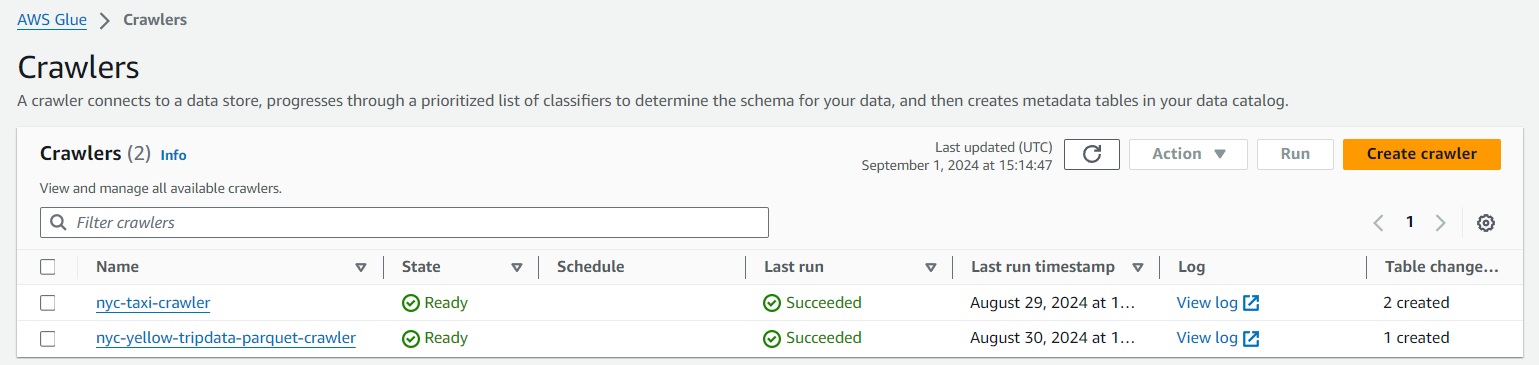 AWS Glue > Crawlers
Crawlers
A crawler connects to a data store, progresses through a prioritized list of classifiers to determine the schema for your data, and then creates metadata tables in your data catalog.
Crawlers (2) Info
Last updated (UTC)
September 1, 2024 at 15:14:47
Action
Run
Create crawler
View and manage all available crawlers.
Filter crawlers
1
Name State Schedule Last run Last run timestamp Log Table change...
nyc-taxi-crawler Ready Succeeded August 29, 2024 at 1... View log 2 created
nyc-yellow-tripdata-parquet-crawler Ready Succeeded August 30, 2024 at 1... View log 1 created